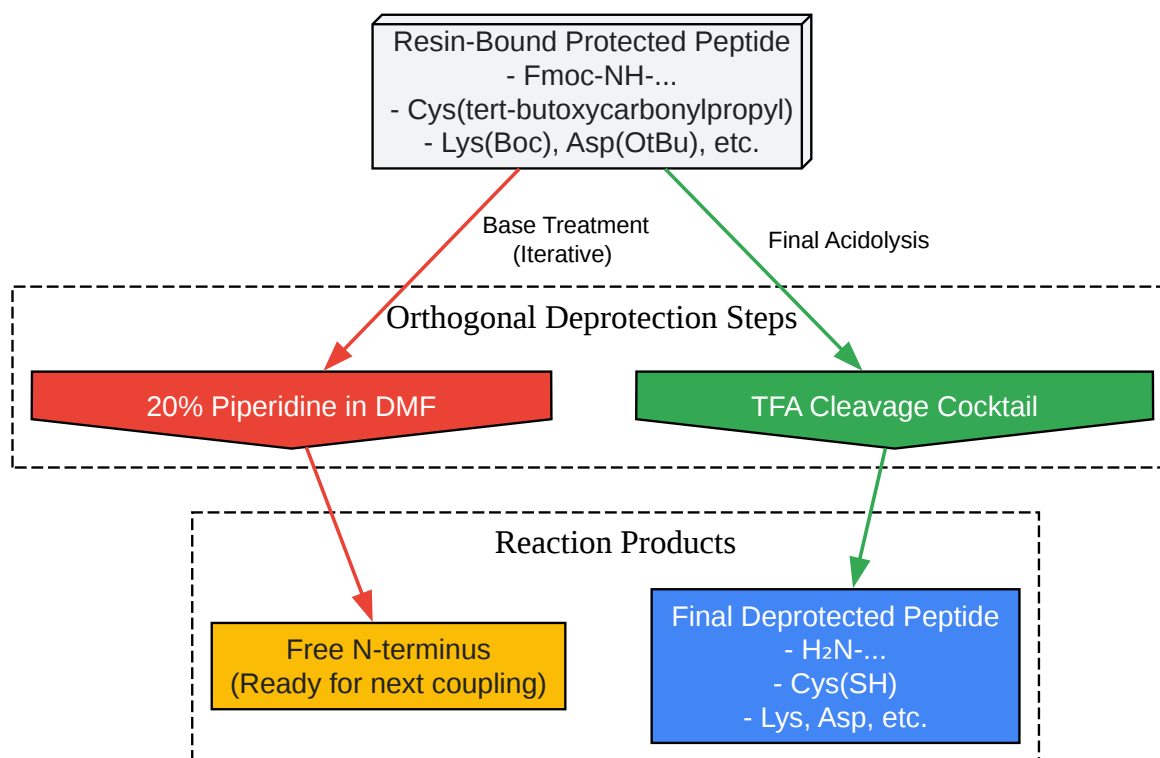 Resin-Bound Protected Peptide
- Fmoc-NH-...
- Cys(tert-butoxycarbonylpropyl)
- Lys(Boc), Asp(OtBu), etc.
Base Treatment
(Iterative)
Final Acidolysis
Orthogonal Deprotection Steps
20% Piperidine in DMF
TFA Cleavage Cocktail
Reaction Products
Free N-terminus
(Ready for next coupling)
Final Deprotected Peptide
- H₂N-...
- Cys(SH)
- Lys, Asp, etc.